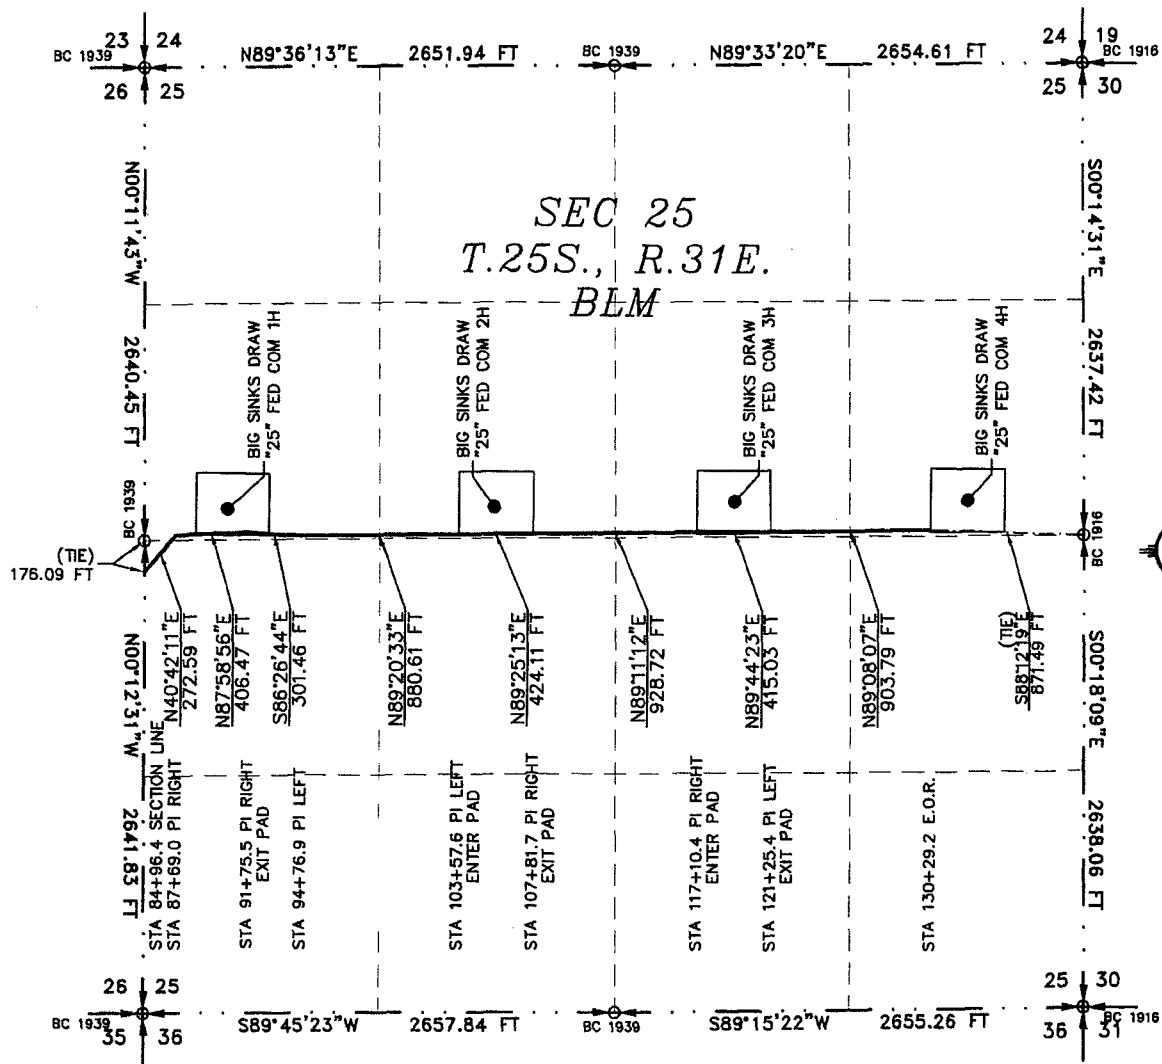 23 24
24 19
BC 1939
N89°36'13"E 2651.94 FT
BC 1939
N89°33'20"E 2654.61 FT
BC 1916
26 25
25 30
N00°11'43"W 2640.45 FT
S00°14'31"E 2637.42 FT
SEC 25
T.25S., R.31E.
BLM
BIG SINKS DRAW
"25" FED COM 1H
BIG SINKS DRAW
"25" FED COM 2H
BIG SINKS DRAW
"25" FED COM 3H
BIG SINKS DRAW
"25" FED COM 4H
BC 1939
BC 1916
(TIE)
175.09 FT
N00°12'31"W 2641.83 FT
N40°42'11"E
272.59 FT
N87°58'56"E
406.47 FT
S86°26'44"E
301.46 FT
N89°20'33"E
880.61 FT
N89°25'13"E
424.11 FT
N89°11'12"E
928.72 FT
N89°44'23"E
415.03 FT
N89°08'07"E
903.79 FT
(TIE)
S88°12'19"E
871.49 FT
S00°18'09"E 2638.06 FT
STA 84+96.4 SECTION LINE
STA 87+69.0 PI RIGHT
STA 91+75.5 PI RIGHT
EXIT PAD
STA 94+76.9 PI LEFT
STA 103+57.6 PI LEFT
ENTER PAD
STA 107+81.7 PI RIGHT
EXIT PAD
STA 117+10.4 PI RIGHT
ENTER PAD
STA 121+25.4 PI LEFT
EXIT PAD
STA 130+29.2 E.O.R.
26 25
25 30
BC 1939
S89°45'23"W 2657.84 FT
BC 1939
S89°15'22"W 2655.26 FT
BC 1916
35 36
36 31